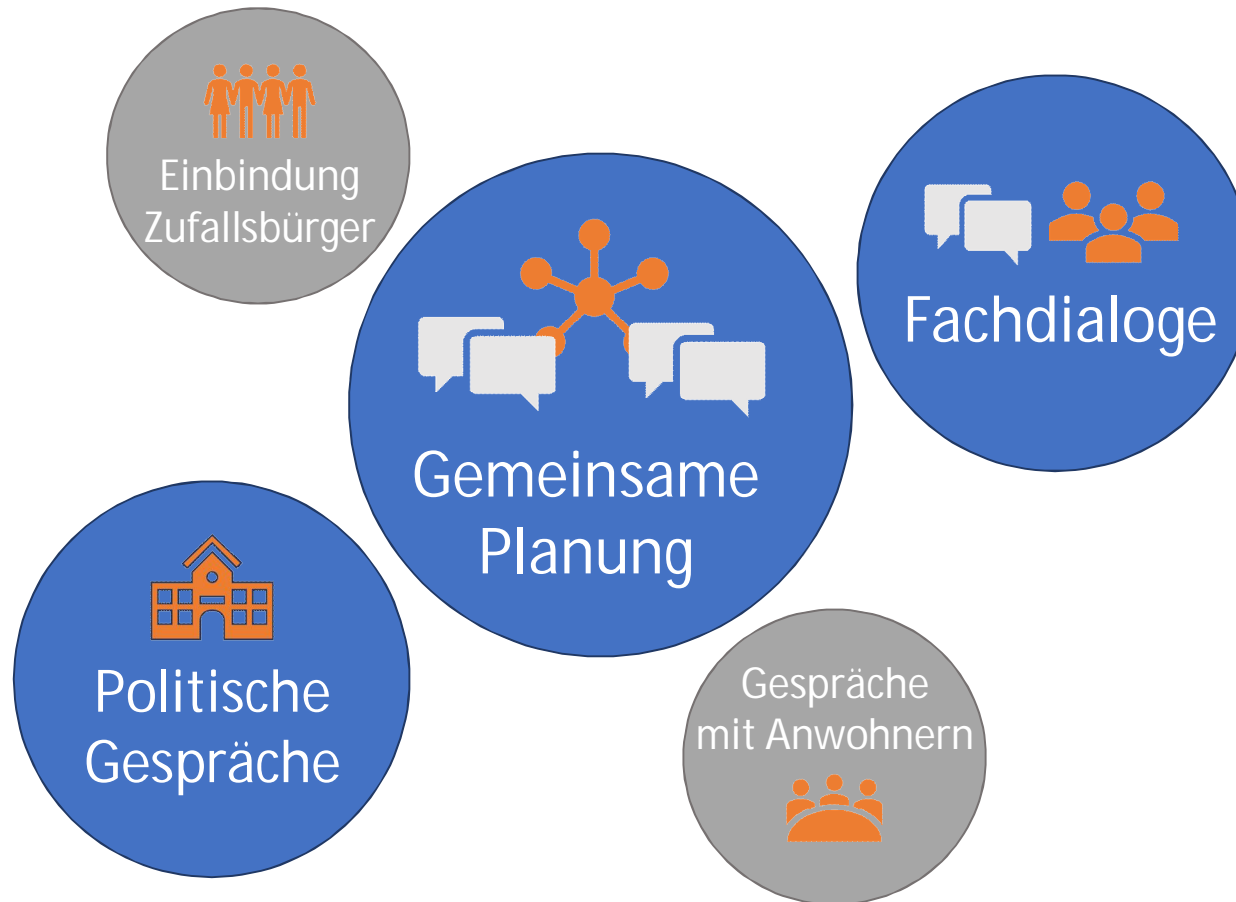 Einbindung
Zufallsbürger
Fachdialoge
Gemeinsame
Planung
Politische
Gespräche
Gespräche
mit Anwohnern